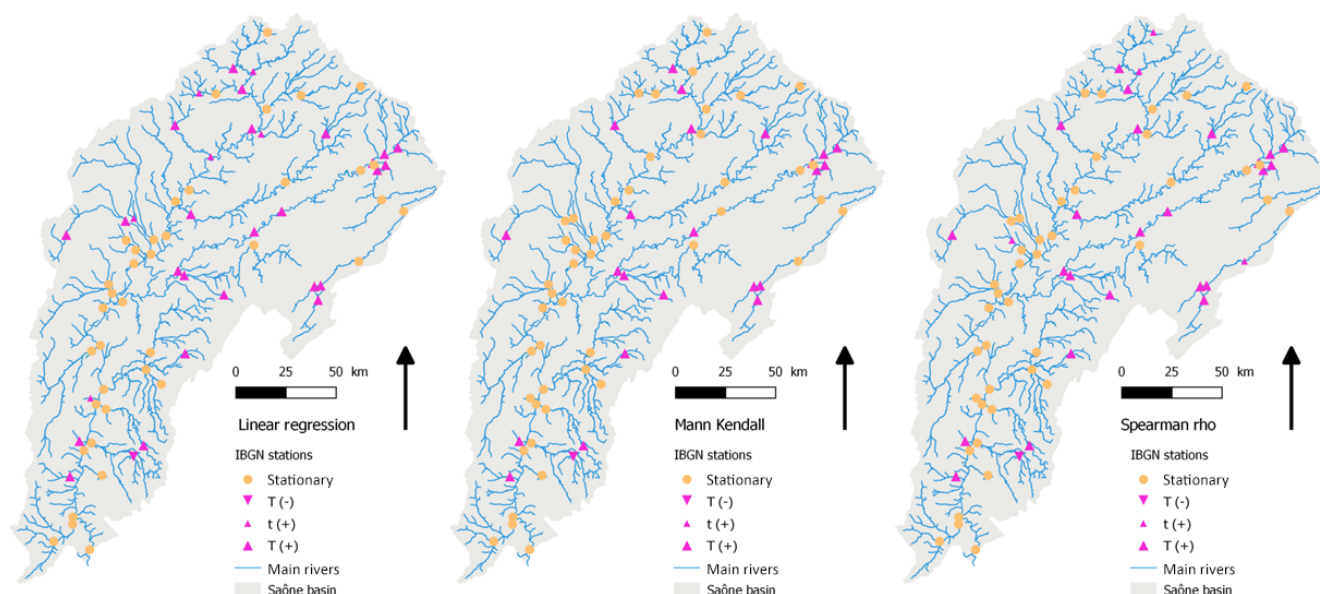 0 25 50 km
Linear regression
IBGN stations
Stationary
T (-)
t (+)
T (+)
Main rivers
Saône basin
0 25 50 km
Mann Kendall
IBGN stations
Stationary
T (-)
t (+)
T (+)
Main rivers
Saône basin
0 25 50 km
Spearman rho
IBGN stations
Stationary
T (-)
t (+)
T (+)
Main rivers
Saône basin